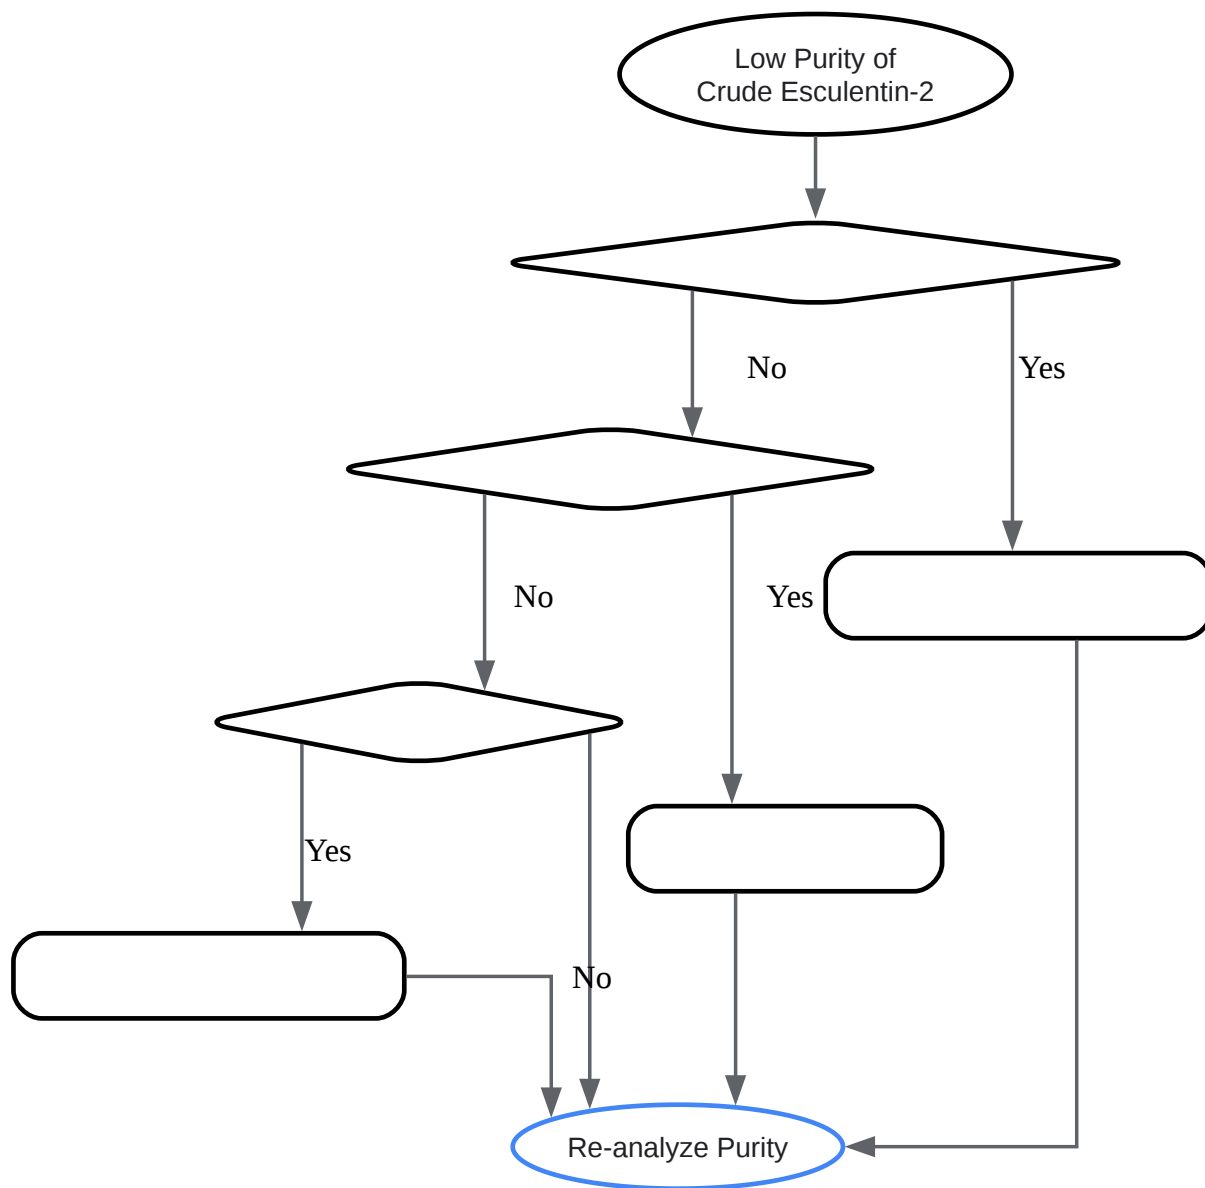 Low Purity of
Crude Esculentin-2
No
Yes
No
Yes
Yes
No
Re-analyze Purity